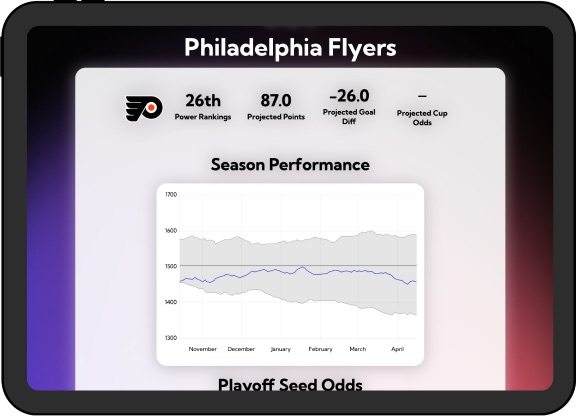 Philadelphia Flyers
26th
Power Rankings
87.0
Projected Points
-26.0
Projected Goal
Diff
–
Projected Cup
Odds
Season Performance
1700
1600
1500
1400
1300
November December January February March April
Playoff Seed Odds